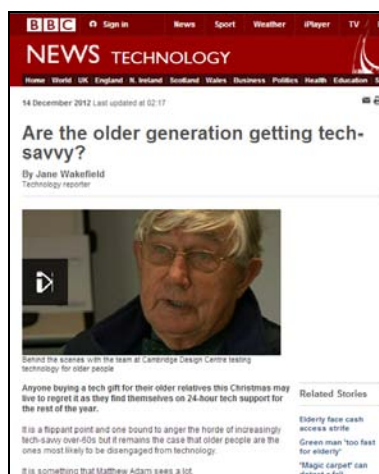 BBC Sign in News Sport Weather iPlayer TV
NEWS TECHNOLOGY
Home World UK England N. Ireland Scotland Wales Business Politics Health Education
14 December 2012 Last updated at 02:17
Are the older generation getting tech-
savvy?
By Jane Wakefield
Technology reporter
Behind the scenes with the team at Cambridge Design Centre testing
technology for older people
Anyone buying a tech gift for their older relatives this Christmas may
live to regret it as they find themselves on 24-hour tech support for
the rest of the year.
It is a flippant point and one bound to anger the horde of increasingly
tech-savvy over-60s but it remains the case that older people are the
ones most likely to be disengaged from technology.
It is something that Matthew Adam sees a lot.
Related Stories
Elderly face cash
access strife
Green man 'too fast
for elderly'
'Magic carpet' can
detect a fall